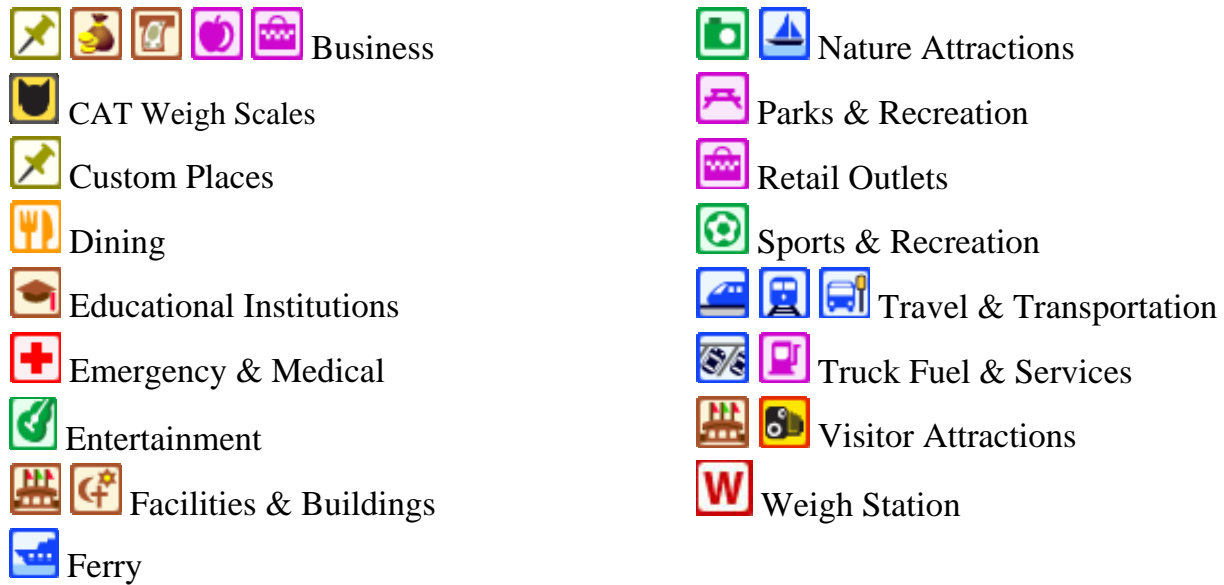 Business
CAT Weigh Scales
Custom Places
Dining
Educational Institutions
Emergency & Medical
Entertainment
Facilities & Buildings
Ferry
Nature Attractions
Parks & Recreation
Retail Outlets
Sports & Recreation
Travel & Transportation
Truck Fuel & Services
Visitor Attractions
W Weigh Station